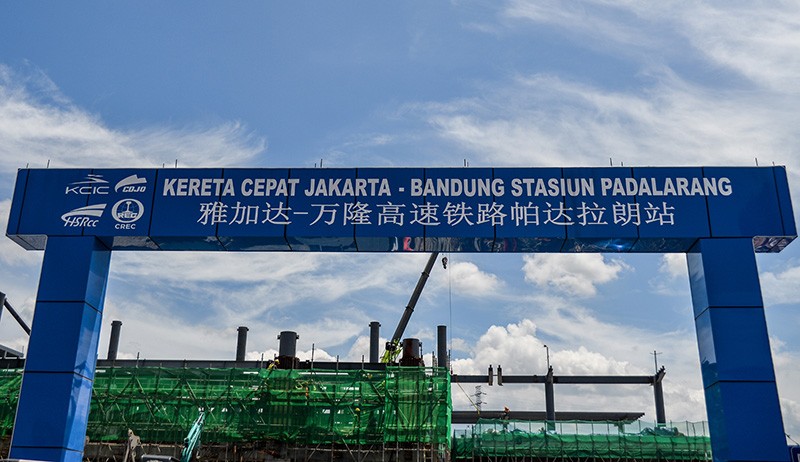 KCIC COJO
HSRcc CREC
KERETA CEPAT JAKARTA - BANDUNG STASIUN PADALARANG
雅加达-万隆高速铁路帕达拉朗站